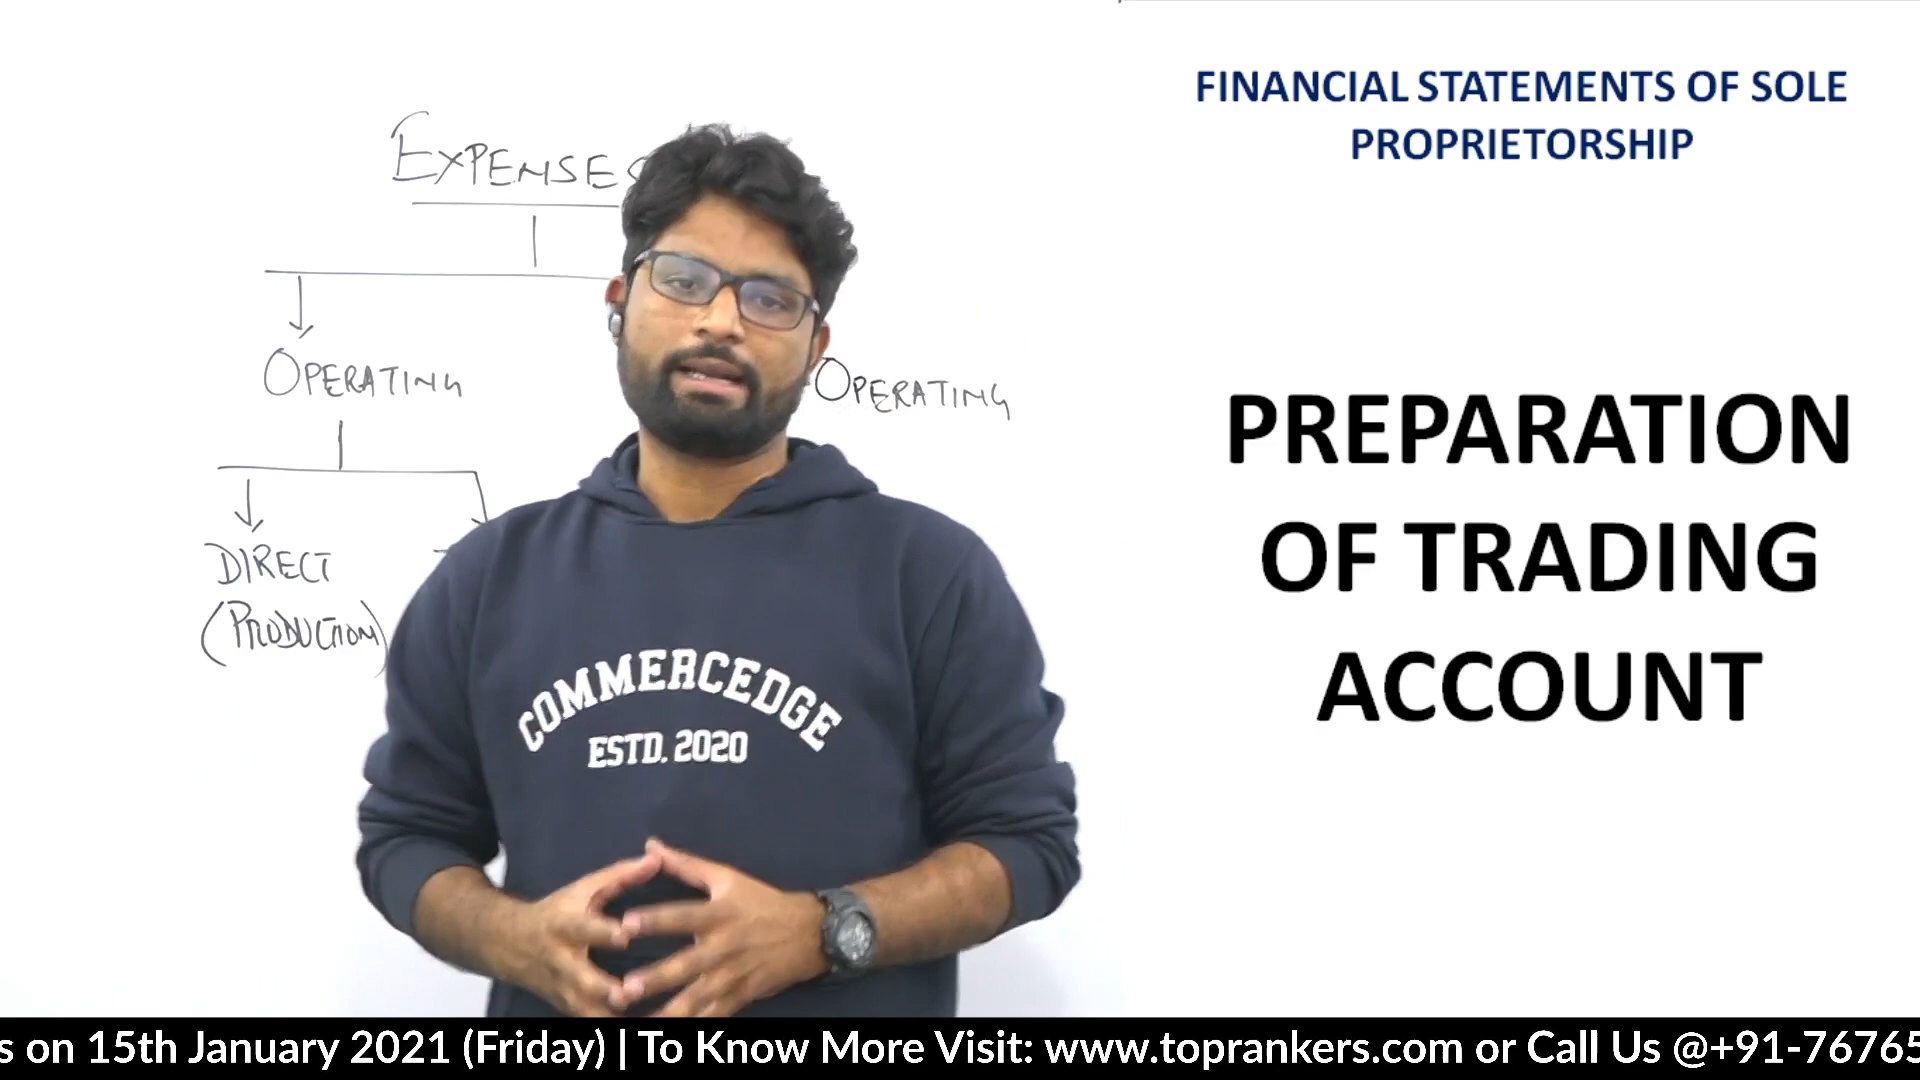 FINANCIAL STATEMENTS OF SOLE
PROPRIETORSHIP
EXPENSES
OPERATING
OPERATING
DIRECT
(PRODUCTION)
PREPARATION
OF TRADING
ACCOUNT
COMMERCEDGE
ESTD. 2020
s on 15th January 2021 (Friday) | To Know More Visit: www.toprankers.com or Call Us @+91-76765